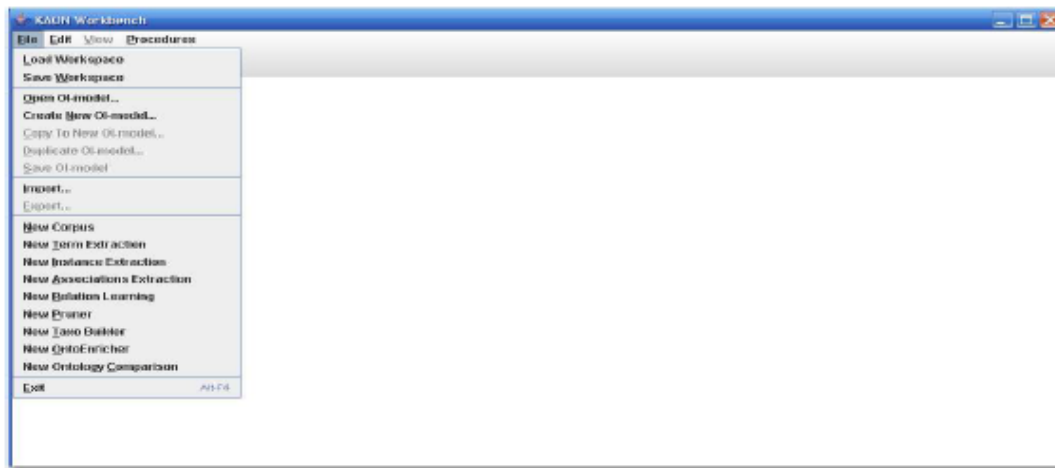 KAON Workbench
File Edit View Procedures
Load Workspace
Save Workspace
Open OI-model...
Create New OI-model...
Copy To New OI-model...
Duplicate OI-model...
Save OI-model
Import...
Export...
New Corpus
New Term Extraction
New Instance Extraction
New Associations Extraction
New Relation Learning
New Pruner
New Taxo Builder
New OntoEnricher
New Ontology Comparison
Exit